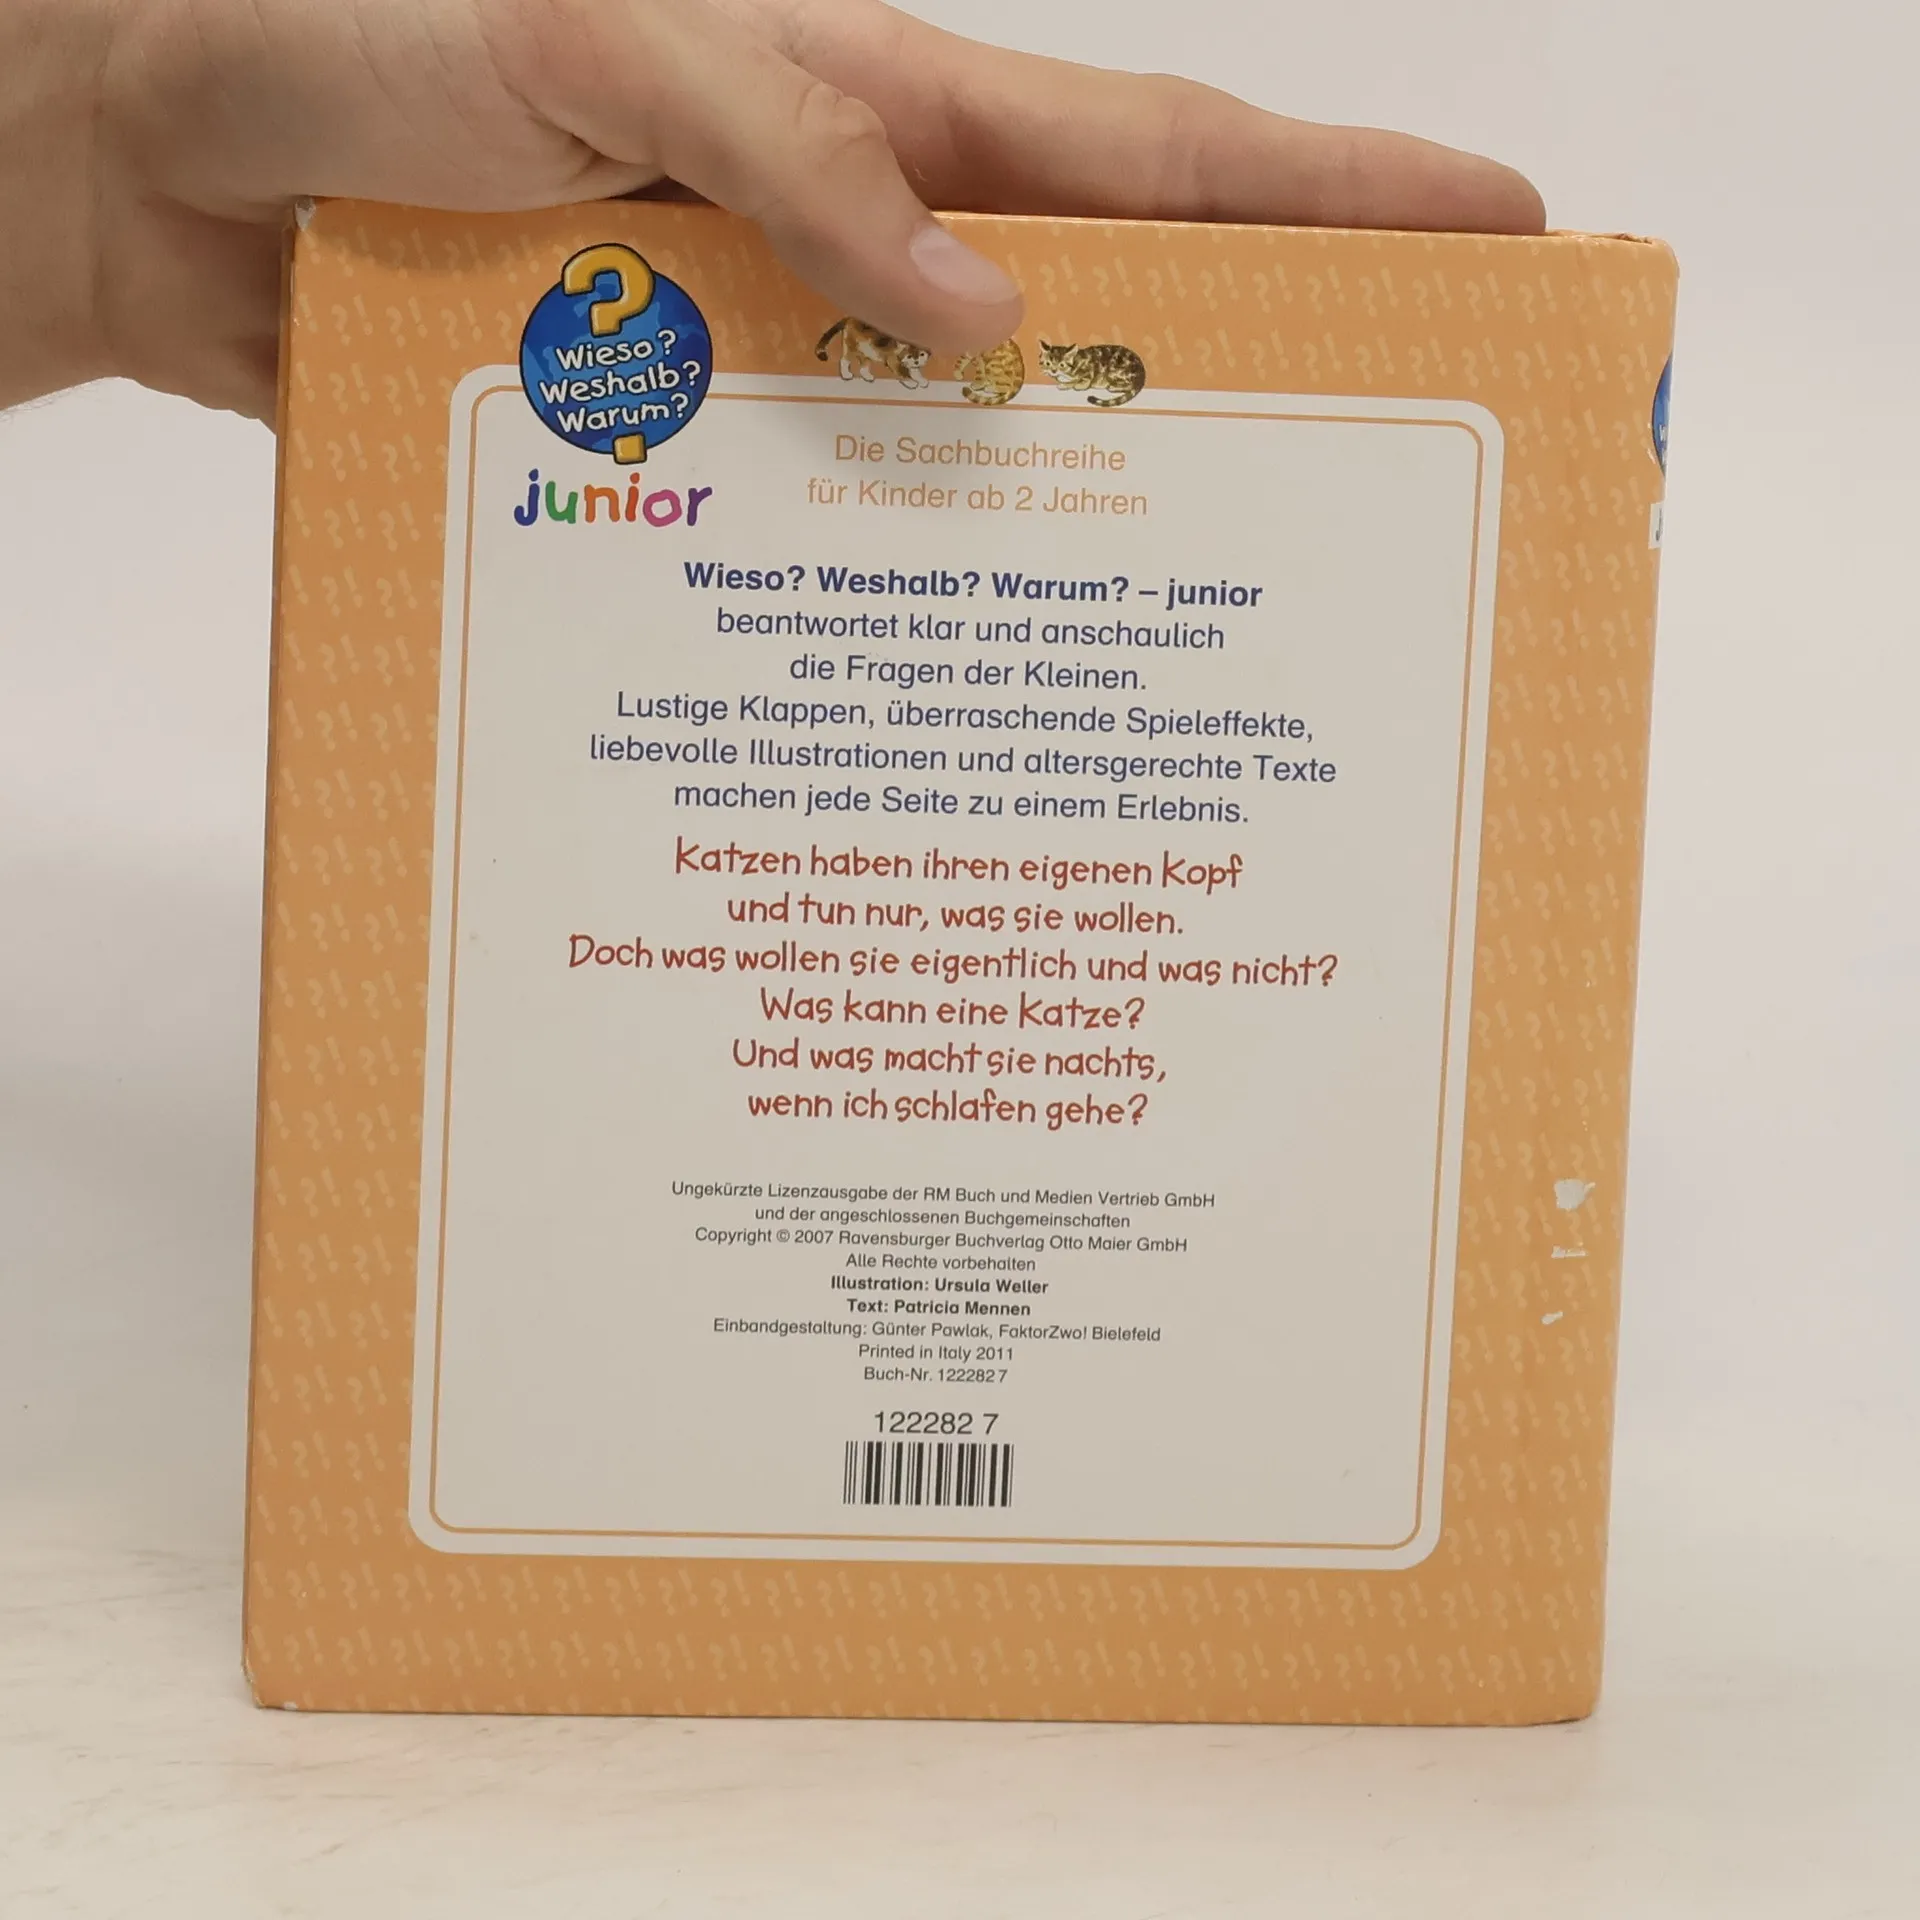 Wieso?
Weshalb?
Warum?
junior
Die Sachbuchreihe
für Kinder ab 2 Jahren
Wieso? Weshalb? Warum? – junior
beantwortet klar und anschaulich
die Fragen der Kleinen.
Lustige Klappen, überraschende Spieleffekte,
liebevolle Illustrationen und altersgerechte Texte
machen jede Seite zu einem Erlebnis.
Katzen haben ihren eigenen Kopf
und tun nur, was sie wollen.
Doch was wollen sie eigentlich und was nicht?
Was kann eine Katze?
Und was macht sie nachts,
wenn ich schlafen gehe?
Ungekürzte Lizenzausgabe der RM Buch und Medien Vertrieb GmbH
und der angeschlossenen Buchgemeinschaften
Copyright © 2007 Ravensburger Buchverlag Otto Maier GmbH
Alle Rechte vorbehalten
Illustration: Ursula Weller
Text: Patricia Mennen
Einbandgestaltung: Günter Pawlak, FaktorZwo! Bielefeld
Printed in Italy 2011
Buch-Nr. 122282 7
122282 7